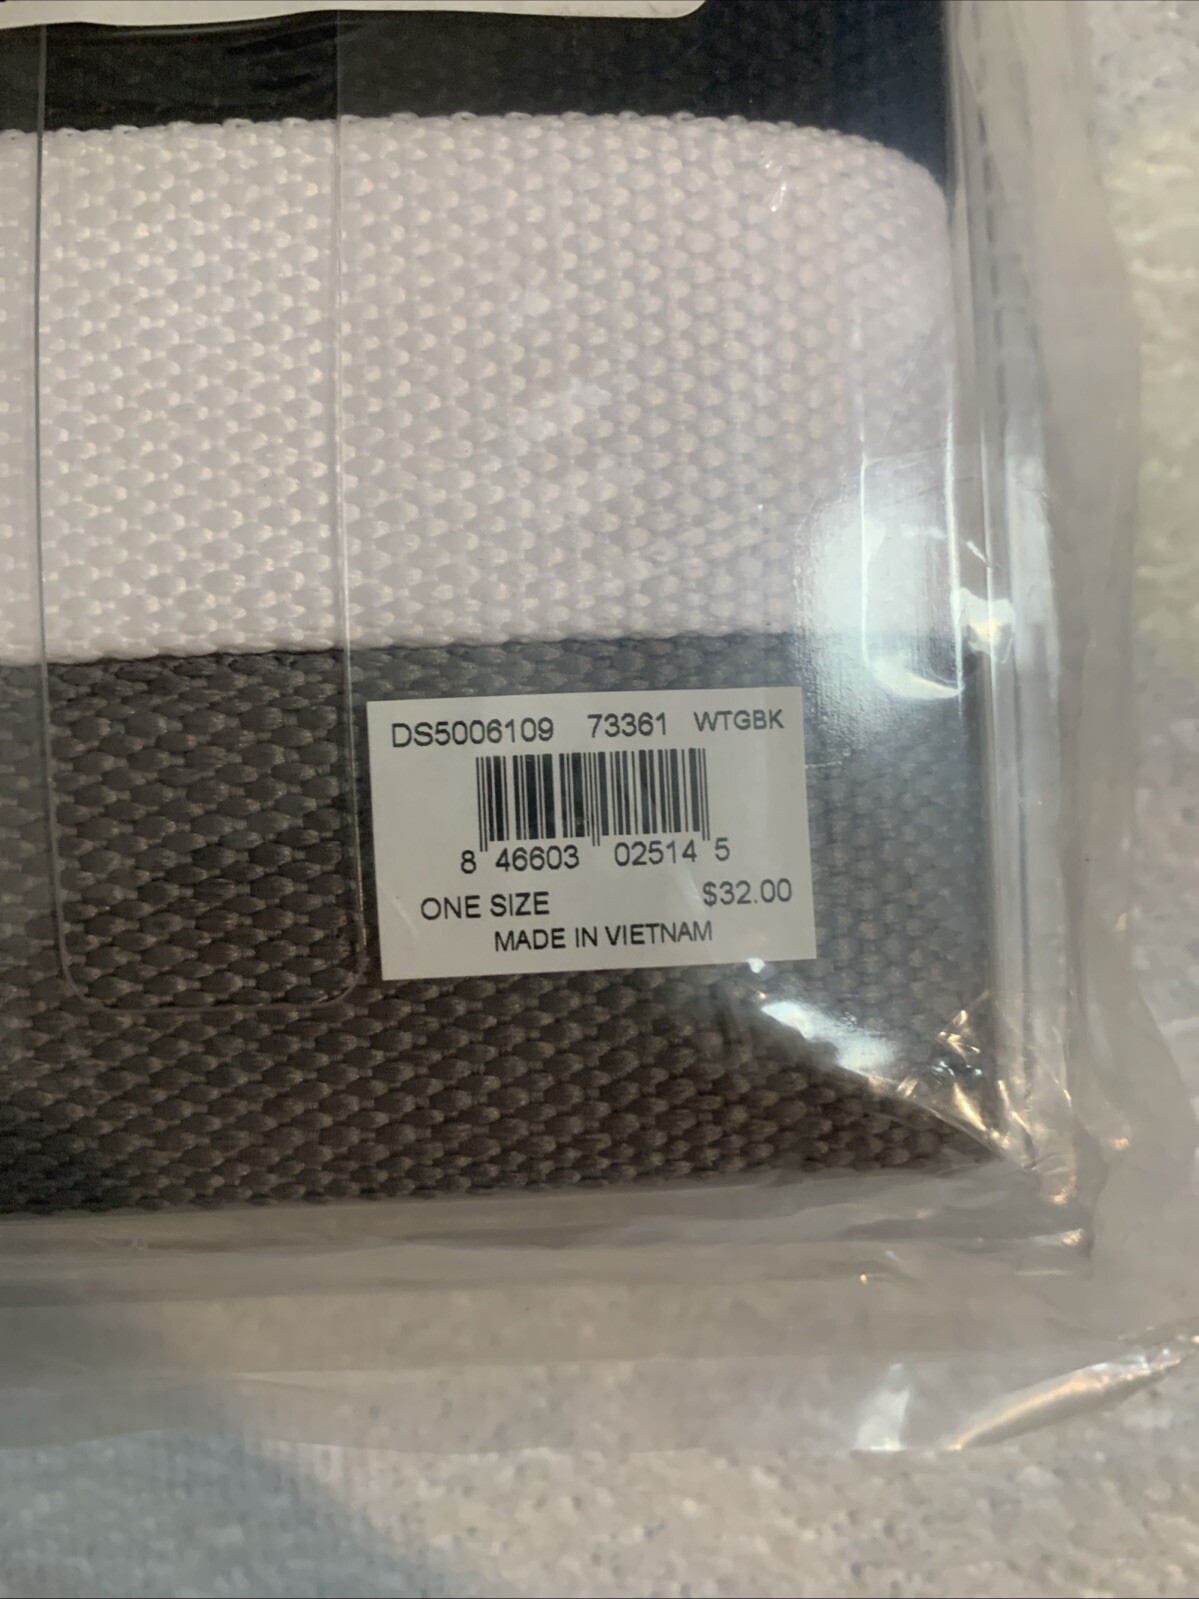 DS5006109 73361 WTGBK
8 46603 02514 5
ONE SIZE $32.00
MADE IN VIETNAM